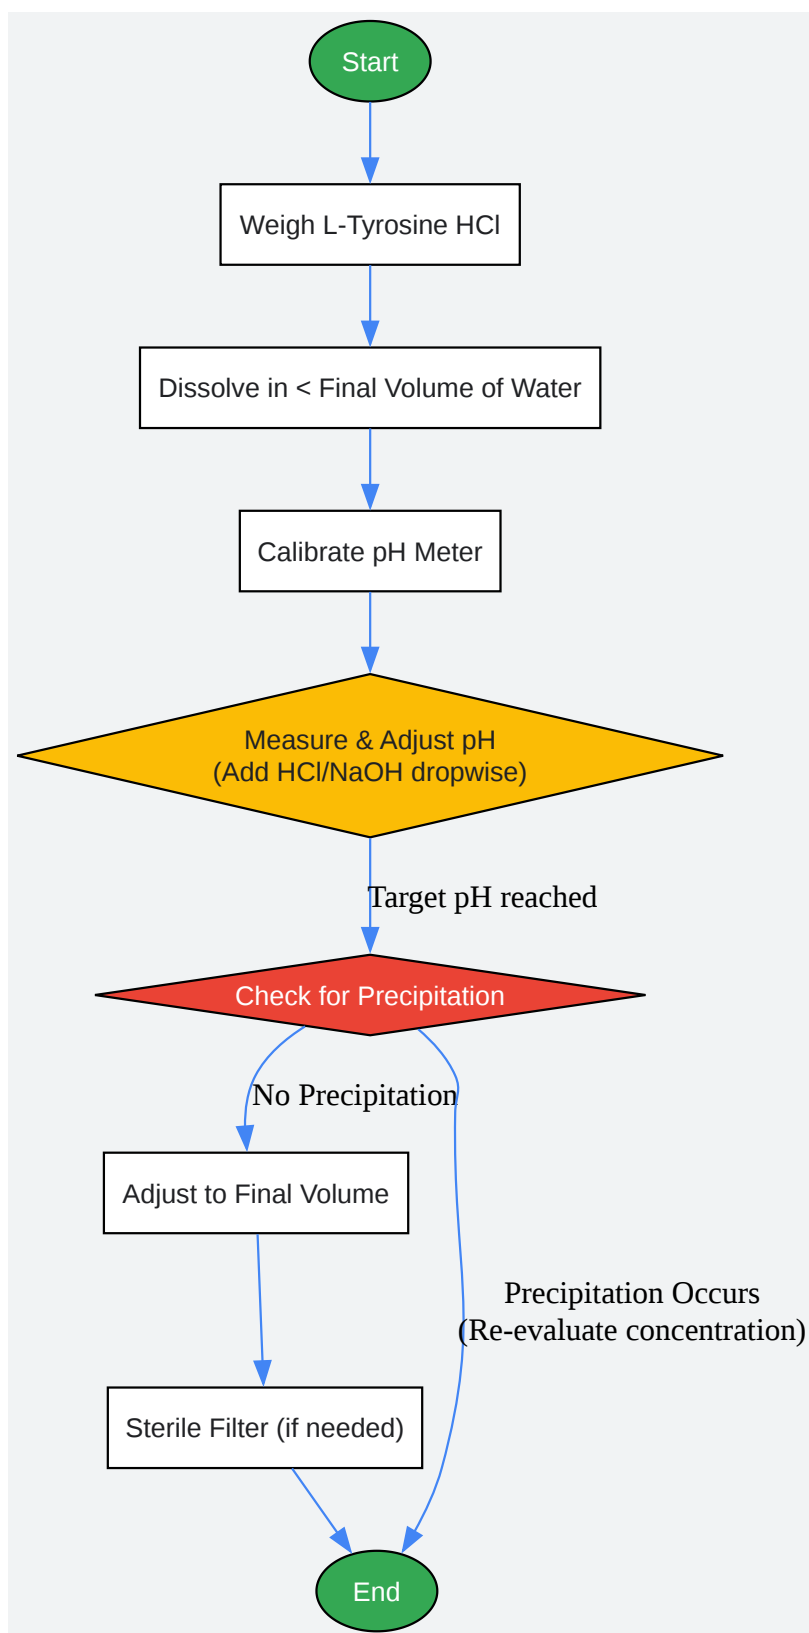 Start
Weigh L-Tyrosine HCl
Dissolve in < Final Volume of Water
Calibrate pH Meter
Measure & Adjust pH
(Add HCl/NaOH dropwise)
Target pH reached
Check for Precipitation
No Precipitation
Adjust to Final Volume
Precipitation Occurs
(Re-evaluate concentration)
Sterile Filter (if needed)
End